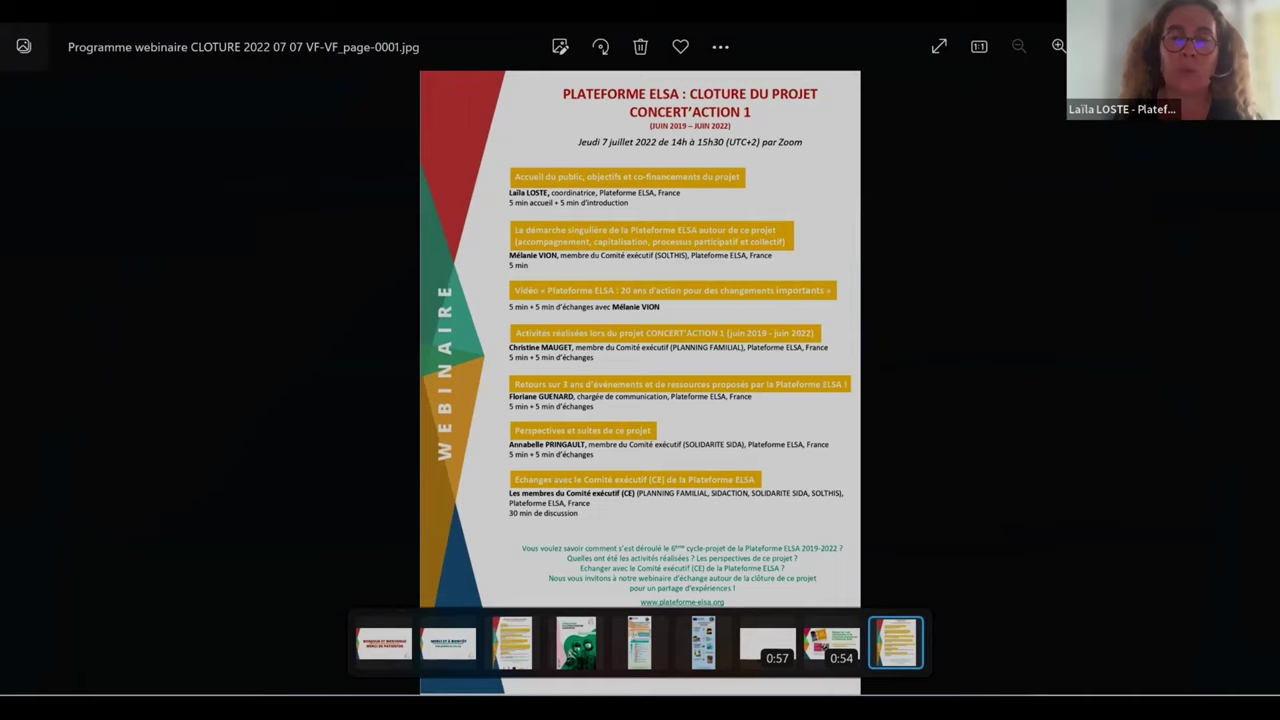 Programme webinaire CLOTURE 2022 07 07 VF-VF_page-0001.jpg
1:1
Laïla LOSTE - Platef...
PLATEFORME ELSA : CLOTURE DU PROJET
CONCERT'ACTION 1
(JUIN 2019 – JUIN 2022)
Jeudi 7 juillet 2022 de 14h à 15h30 (UTC+2) par Zoom
WEBINAIRE
Accueil du public, objectifs et co-financements du projet
Laïla LOSTE, coordinatrice, Plateforme ELSA, France
5 min accueil + 5 min d'introduction
La démarche singulière de la Plateforme ELSA autour de ce projet
(accompagnement, capitalisation, processus participatif et collectif)
Mélanie VION, membre du Comité exécutif (SOLTHIS), Plateforme ELSA, France
5 min
Vidéo « Plateforme ELSA : 20 ans d'action pour des changements importants »
5 min + 5 min d'échanges avec Mélanie VION
Activités réalisées lors du projet CONCERT'ACTION 1 (juin 2019 - juin 2022)
Christine MAUGET, membre du Comité exécutif (PLANNING FAMILIAL), Plateforme ELSA, France
5 min + 5 min d'échanges
Retours sur 3 ans d'événements et de ressources proposés par la Plateforme ELSA !
Floriane GUENARD, chargée de communication, Plateforme ELSA, France
5 min + 5 min d'échanges
Perspectives et suites de ce projet
Annabelle PRINGAULT, membre du Comité exécutif (SOLIDARITE SIDA), Plateforme ELSA, France
5 min + 5 min d'échanges
Echanges avec le Comité exécutif (CE) de la Plateforme ELSA
Les membres du Comité exécutif (CE) (PLANNING FAMILIAL, SIDACTION, SOLIDARITE SIDA, SOLTHIS),
Plateforme ELSA, France
30 min de discussion
Vous voulez savoir comment s'est déroulé le 6ème cycle-projet de la Plateforme ELSA 2019-2022 ?
Quelles ont été les activités réalisées ? Les perspectives de ce projet ?
Echanger avec le Comité exécutif (CE) de la Plateforme ELSA ?
Nous vous invitons à notre webinaire d'échange autour de la clôture de ce projet
pour un partage d'expériences !
www.plateforme-elsa.org
BONJOUR ET BIENVENUE
MERCI DE PATIENTER
MERCI ET À BIENTÔT
0:57
0:54